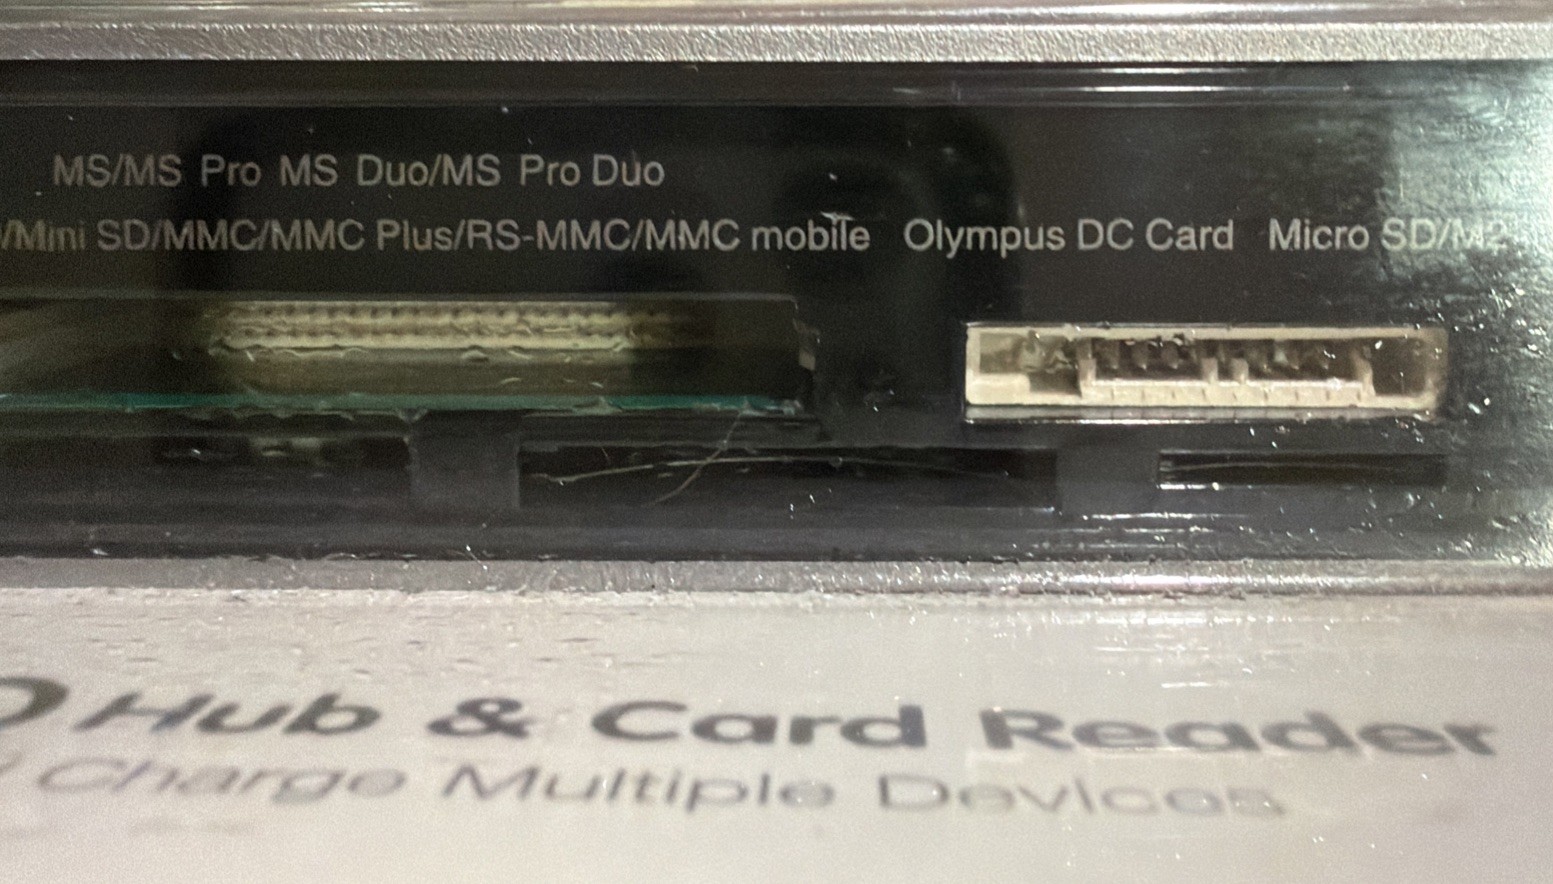 MS/MS Pro MS Duo/MS Pro Duo
/Mini SD/MMC/MMC Plus/RS-MMC/MMC mobile Olympus DC Card Micro SD/M2
Hub & Card Reader
Charge Multiple Devices